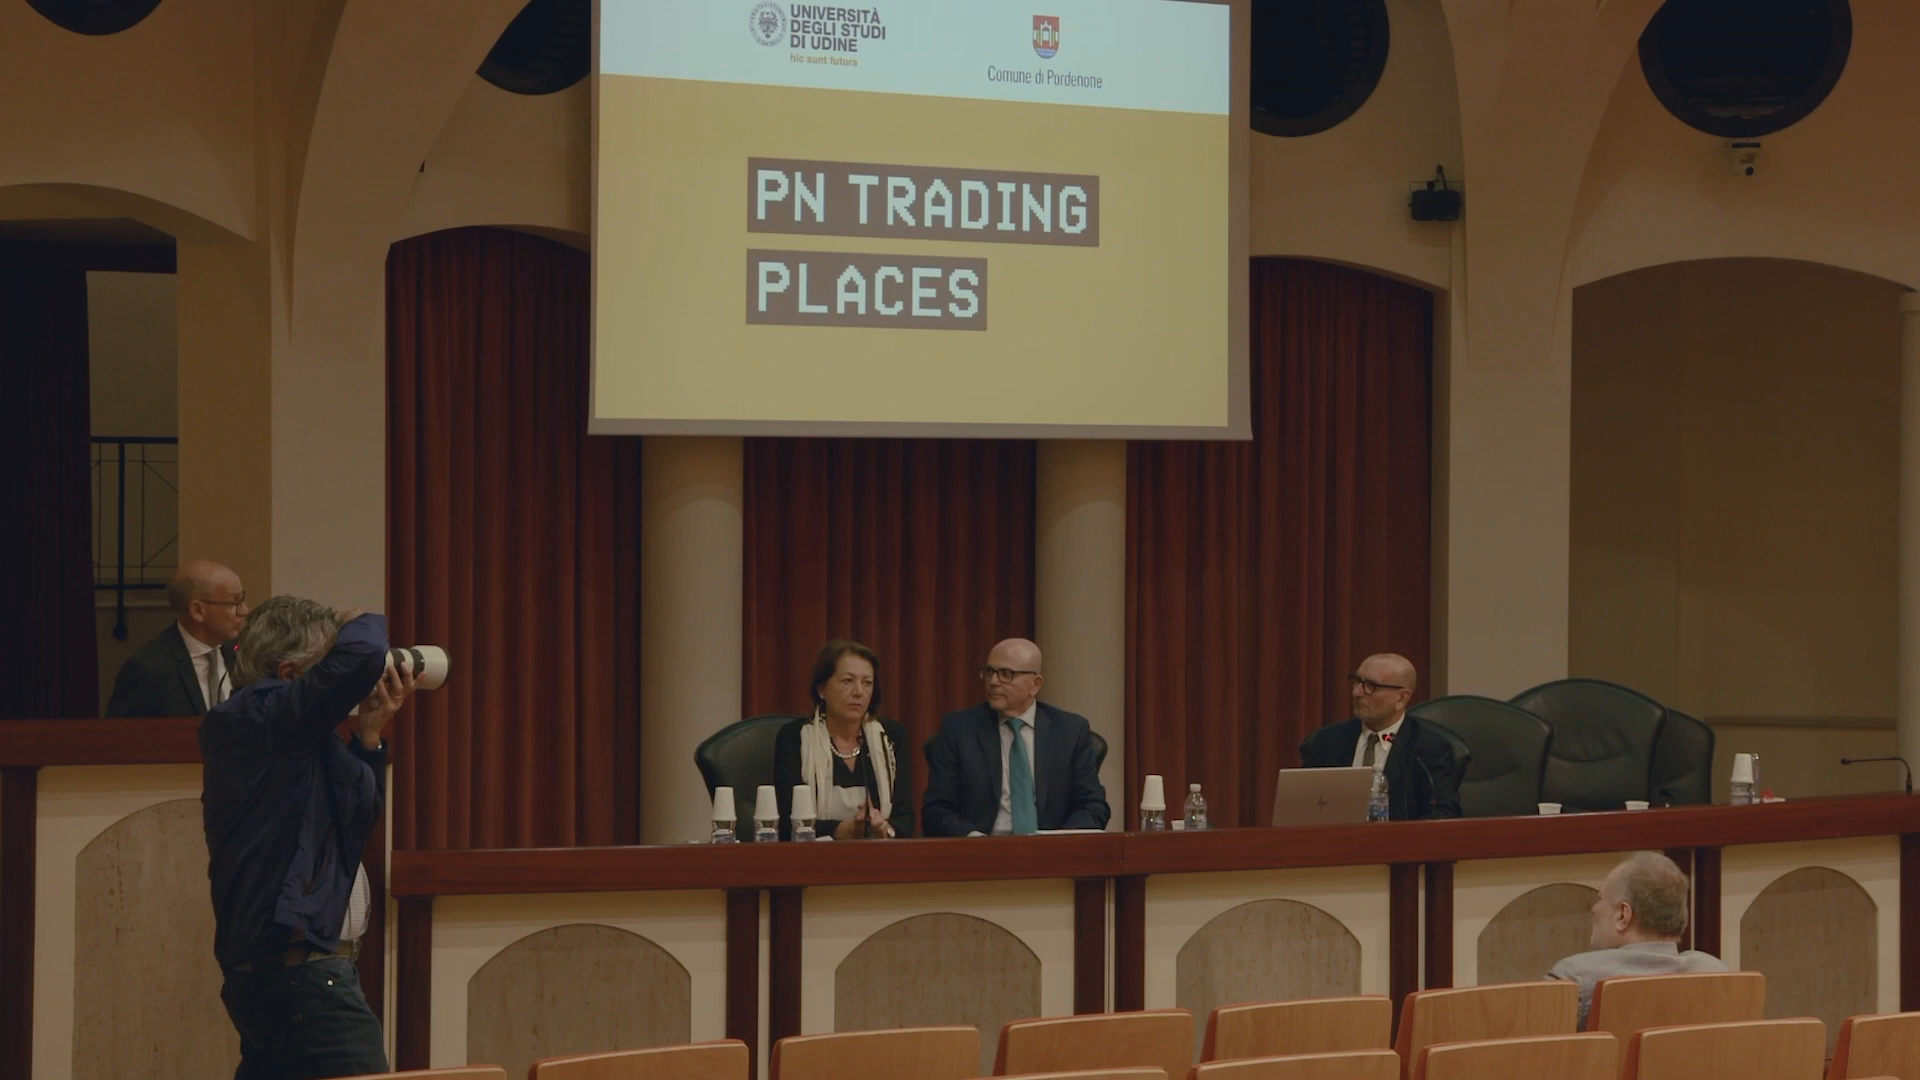 UNIVERSITÀ
DEGLI STUDI
DI UDINE
hic sunt futura
Comune di Pordenone
PN TRADING
PLACES